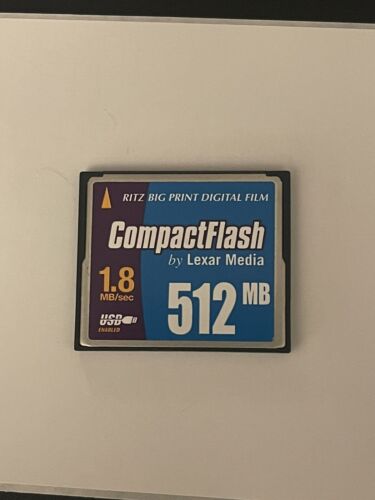 RITZ BIG PRINT DIGITAL FILM
CompactFlash
by Lexar Media
1.8
MB/sec
512 MB
USB
ENABLED